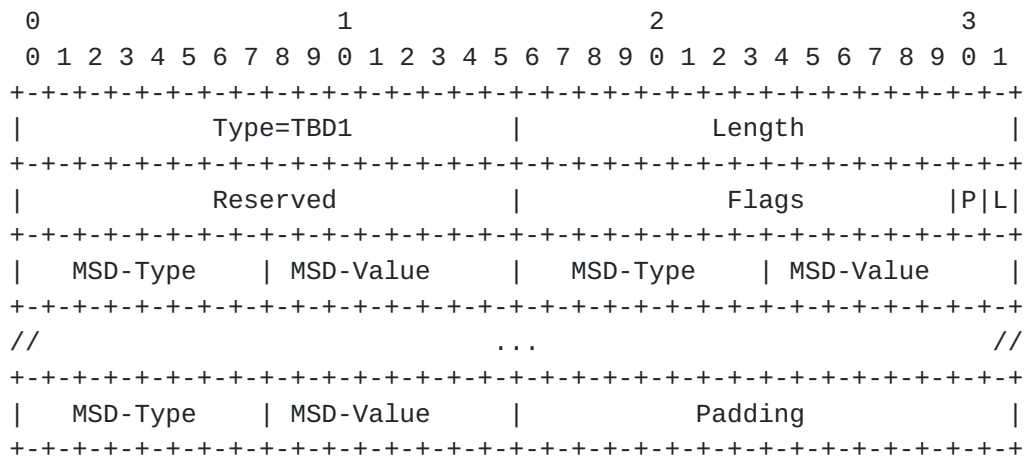 0                   1                   2                   3
 0 1 2 3 4 5 6 7 8 9 0 1 2 3 4 5 6 7 8 9 0 1 2 3 4 5 6 7 8 9 0 1
+-+-+-+-+-+-+-+-+-+-+-+-+-+-+-+-+-+-+-+-+-+-+-+-+-+-+-+-+-+-+-+-+
|            Type=TBD1           |            Length             |
+-+-+-+-+-+-+-+-+-+-+-+-+-+-+-+-+-+-+-+-+-+-+-+-+-+-+-+-+-+-+-+-+
|            Reserved           |             Flags         |P|L|
+-+-+-+-+-+-+-+-+-+-+-+-+-+-+-+-+-+-+-+-+-+-+-+-+-+-+-+-+-+-+-+-+
|   MSD-Type    | MSD-Value     |   MSD-Type    | MSD-Value     |
+-+-+-+-+-+-+-+-+-+-+-+-+-+-+-+-+-+-+-+-+-+-+-+-+-+-+-+-+-+-+-+-+
//                             ...                             //
+-+-+-+-+-+-+-+-+-+-+-+-+-+-+-+-+-+-+-+-+-+-+-+-+-+-+-+-+-+-+-+-+
|   MSD-Type    | MSD-Value     |           Padding             |
+-+-+-+-+-+-+-+-+-+-+-+-+-+-+-+-+-+-+-+-+-+-+-+-+-+-+-+-+-+-+-+-+